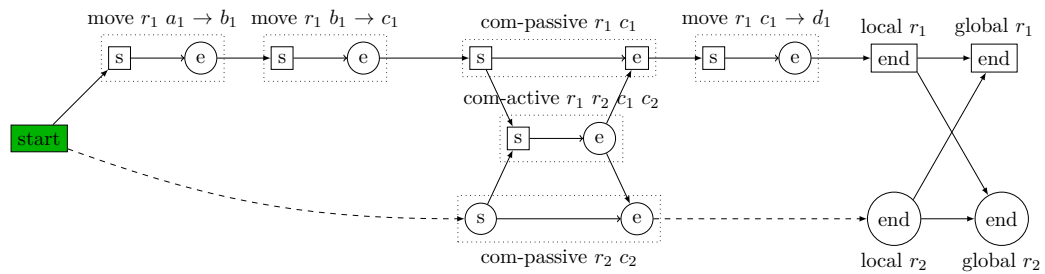 move r₁ a₁ → b₁ move r₁ b₁ → c₁ com-passive r₁ c₁ move r₁ c₁ → d₁ local r₁ global r₁
s e s e s e s e end end
com-active r₁ r₂ c₁ c₂
start s e
s e end end
com-passive r₂ c₂ local r₂ global r₂